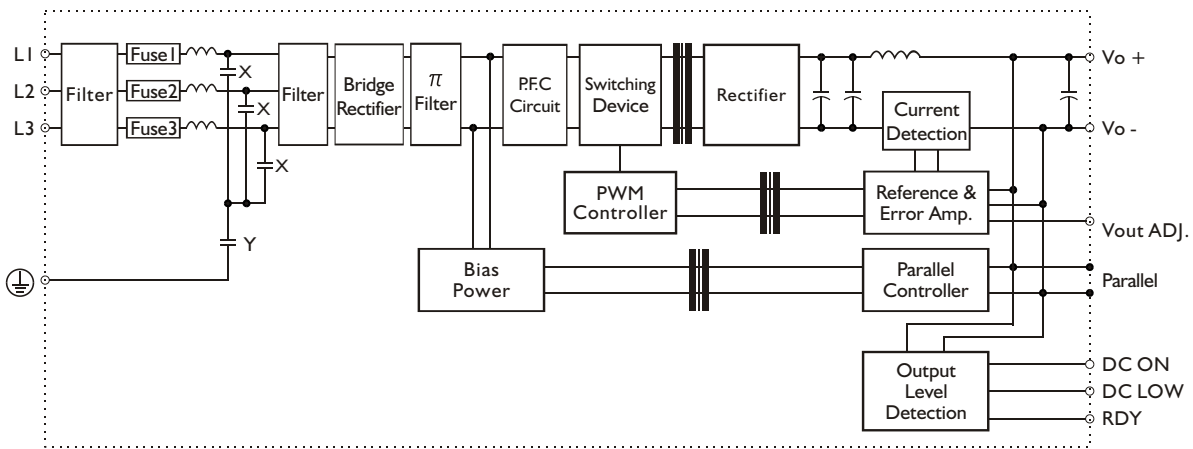 L1
L2
L3
Filter
Fuse1
Fuse2
Fuse3
X
X
X
Y
Filter
Bridge
Rectifier
π
Filter
P.F.C
Circuit
Switching
Device
Rectifier
Current
Detection
Vo +
Vo -
PWM
Controller
Reference &
Error Amp.
Vout ADJ.
Bias
Power
Parallel
Controller
Parallel
Output
Level
Detection
DC ON
DC LOW
RDY